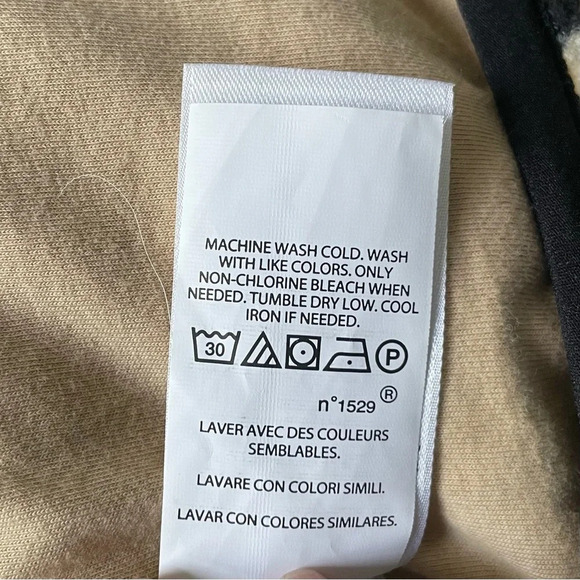 MACHINE WASH COLD. WASH
WITH LIKE COLORS. ONLY
NON-CHLORINE BLEACH WHEN
NEEDED. TUMBLE DRY LOW. COOL
IRON IF NEEDED.
30 P
n°1529 ®
LAVER AVEC DES COULEURS
SEMBLABLES.
LAVARE CON COLORI SIMILI.
LAVAR CON COLORES SIMILARES.